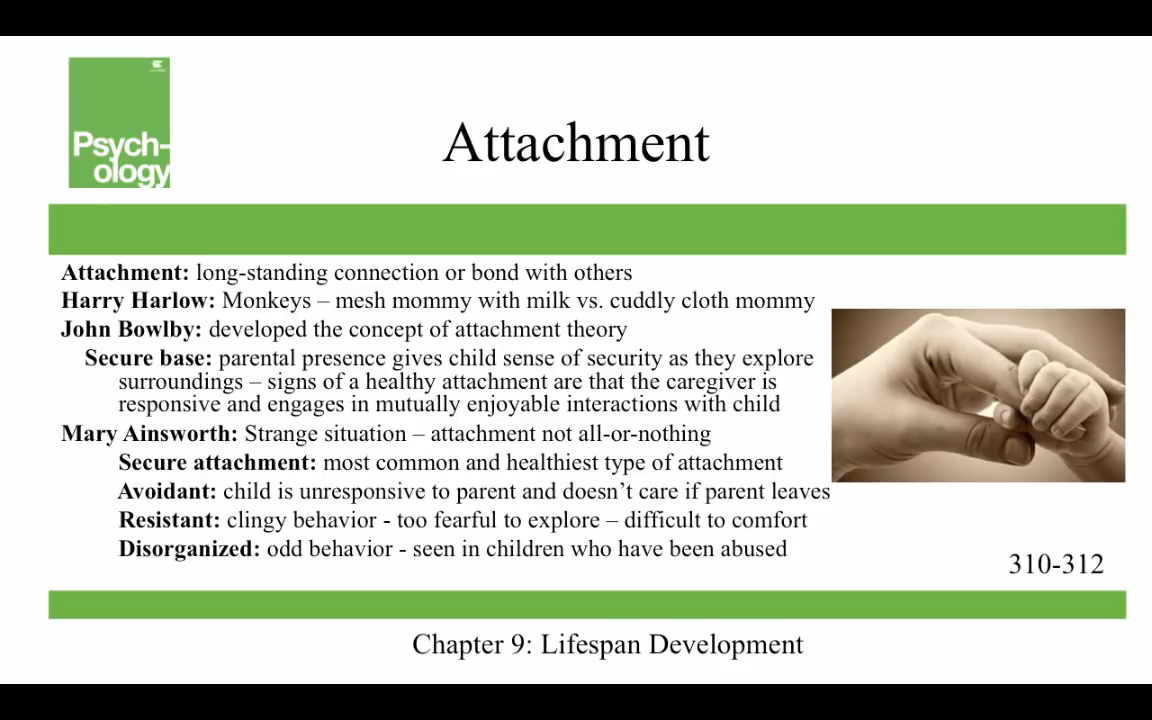 Psych-
ology
Attachment
Attachment: long-standing connection or bond with others
Harry Harlow: Monkeys – mesh mommy with milk vs. cuddly cloth mommy
John Bowlby: developed the concept of attachment theory
Secure base: parental presence gives child sense of security as they explore
surroundings – signs of a healthy attachment are that the caregiver is
responsive and engages in mutually enjoyable interactions with child
Mary Ainsworth: Strange situation – attachment not all-or-nothing
Secure attachment: most common and healthiest type of attachment
Avoidant: child is unresponsive to parent and doesn’t care if parent leaves
Resistant: clingy behavior - too fearful to explore – difficult to comfort
Disorganized: odd behavior - seen in children who have been abused
310-312
Chapter 9: Lifespan Development